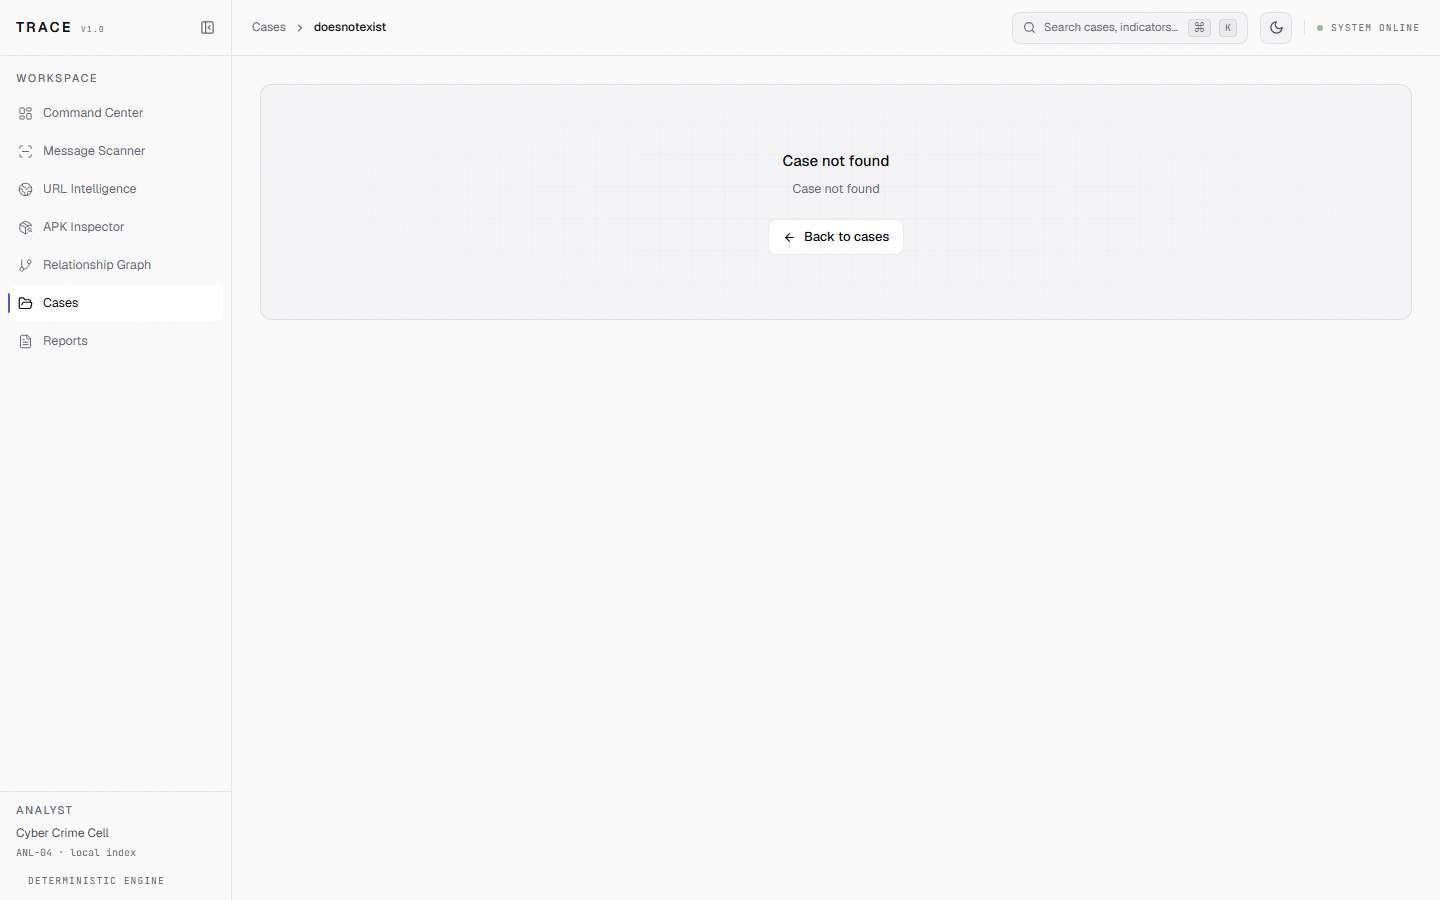 TRACE V1.0
Cases > doesnotexist
Search cases, indicators... ⌘ K
SYSTEM ONLINE
WORKSPACE
Command Center
Message Scanner
URL Intelligence
APK Inspector
Relationship Graph
Cases
Reports
Case not found
Case not found
← Back to cases
ANALYST
Cyber Crime Cell
ANL-04 · local index
DETERMINISTIC ENGINE